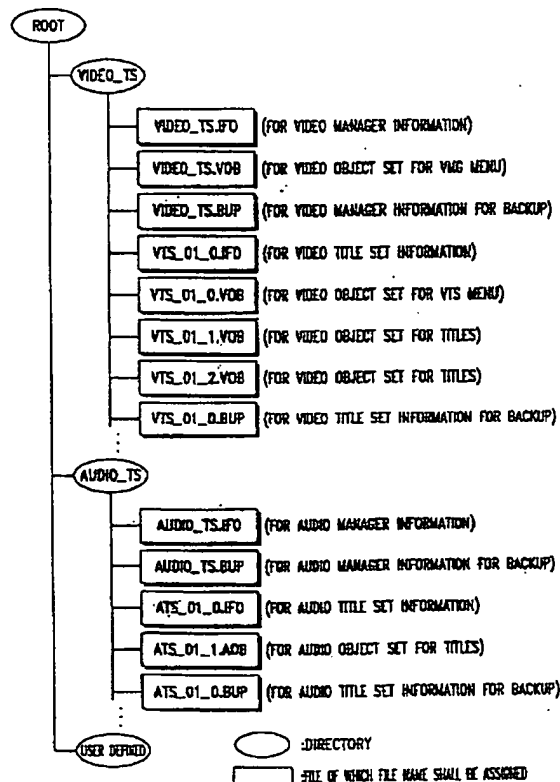 ROOT
VIDEO_TS
VIDEO_TS.IFO (FOR VIDEO MANAGER INFORMATION)
VIDEO_TS.VOB (FOR VIDEO OBJECT SET FOR VMG MENU)
VIDEO_TS.BUP (FOR VIDEO MANAGER INFORMATION FOR BACKUP)
VTS_01_0.IFO (FOR VIDEO TITLE SET INFORMATION)
VTS_01_0.VOB (FOR VIDEO OBJECT SET FOR VTS MENU)
VTS_01_1.VOB (FOR VIDEO OBJECT SET FOR TITLES)
VTS_01_2.VOB (FOR VIDEO OBJECT SET FOR TITLES)
VTS_01_0.BUP (FOR VIDEO TITLE SET INFORMATION FOR BACKUP)
AUDIO_TS
AUDIO_TS.IFO (FOR AUDIO MANAGER INFORMATION)
AUDIO_TS.BUP (FOR AUDIO MANAGER INFORMATION FOR BACKUP)
ATS_01_0.IFO (FOR AUDIO TITLE SET INFORMATION)
ATS_01_1.AOB (FOR AUDIO OBJECT SET FOR TITLES)
ATS_01_0.BUP (FOR AUDIO TITLE SET INFORMATION FOR BACKUP)
USER DEFINED
:DIRECTORY
:FILE OF WHICH FILE NAME SHALL BE ASSIGNED